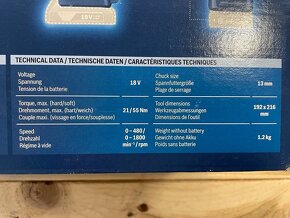 18V
TECHNICAL DATA / TECHNISCHE DATEN / CARACTÉRISTIQUES TECHNIQUES
Voltage
Spannung
Tension de la batterie
18 V
Chuck size
Spannfuttergröße
Plage de serrage
13 mm
Torque, max. (hard/soft)
Drehmoment, max. (hart/weich)
Couple maxi. (vissage en force/souplesse)
21/55 Nm
Tool dimensions
Werkzeugabmessungen
Dimensions de l'outil
192 x 216
mm
Speed
Drehzahl
Régime à vide
0 – 480/
0 – 1800
min⁻¹/rpm
Weight without battery
Gewicht ohne Akku
Poids sans batterie
1.2 kg